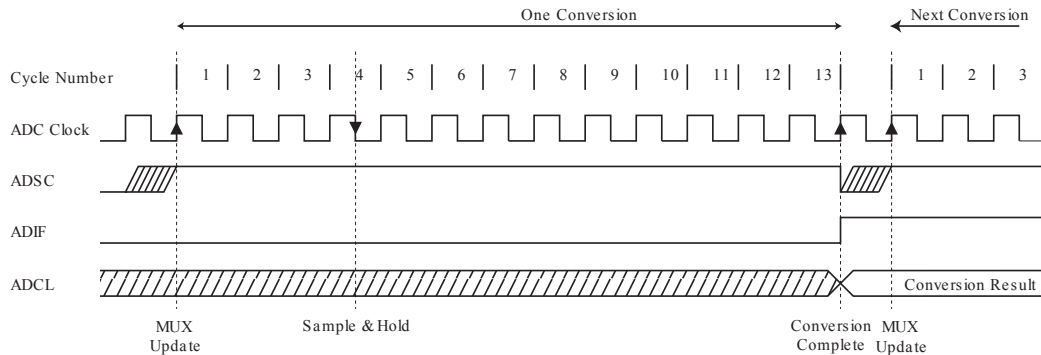 One Conversion Next Conversion
Cycle Number 1 2 3 4 5 6 7 8 9 10 11 12 13 1 2 3
ADC Clock
ADSC
ADIF
ADCL Conversion Result
MUX Update
Sample & Hold
Conversion Complete
MUX Update